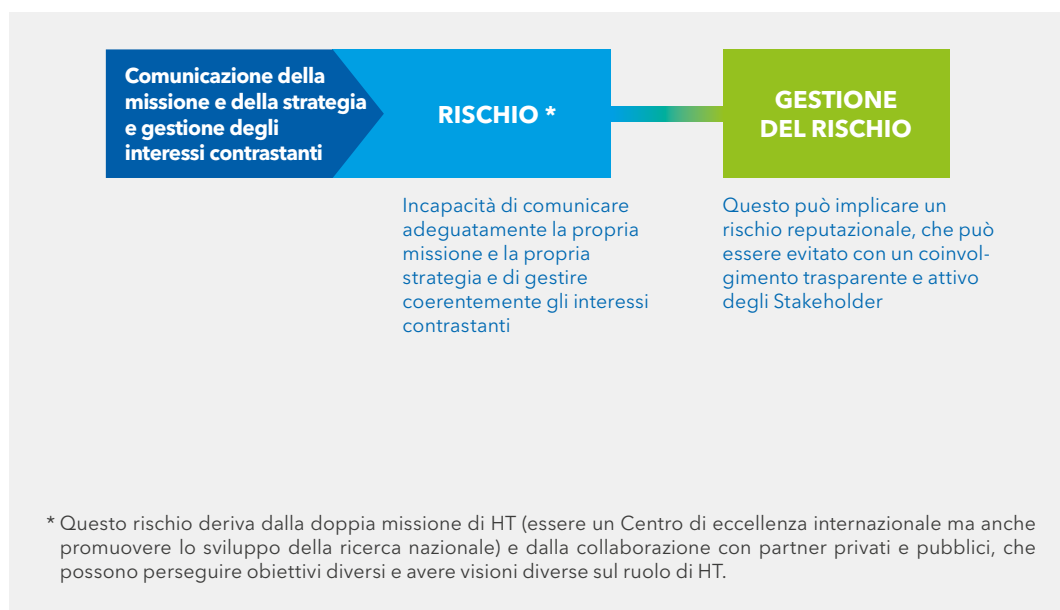 Comunicazione della
missione e della strategia
e gestione degli
interessi contrastanti
RISCHIO *
GESTIONE
DEL RISCHIO
Incapacità di comunicare
adeguatamente la propria
missione e la propria
strategia e di gestire
coerentemente gli interessi
contrastanti
Questo può implicare un
rischio reputazionale, che può
essere evitato con un coinvol-
gimento trasparente e attivo
degli Stakeholder
* Questo rischio deriva dalla doppia missione di HT (essere un Centro di eccellenza internazionale ma anche
promuovere lo sviluppo della ricerca nazionale) e dalla collaborazione con partner privati e pubblici, che
possono perseguire obiettivi diversi e avere visioni diverse sul ruolo di HT.